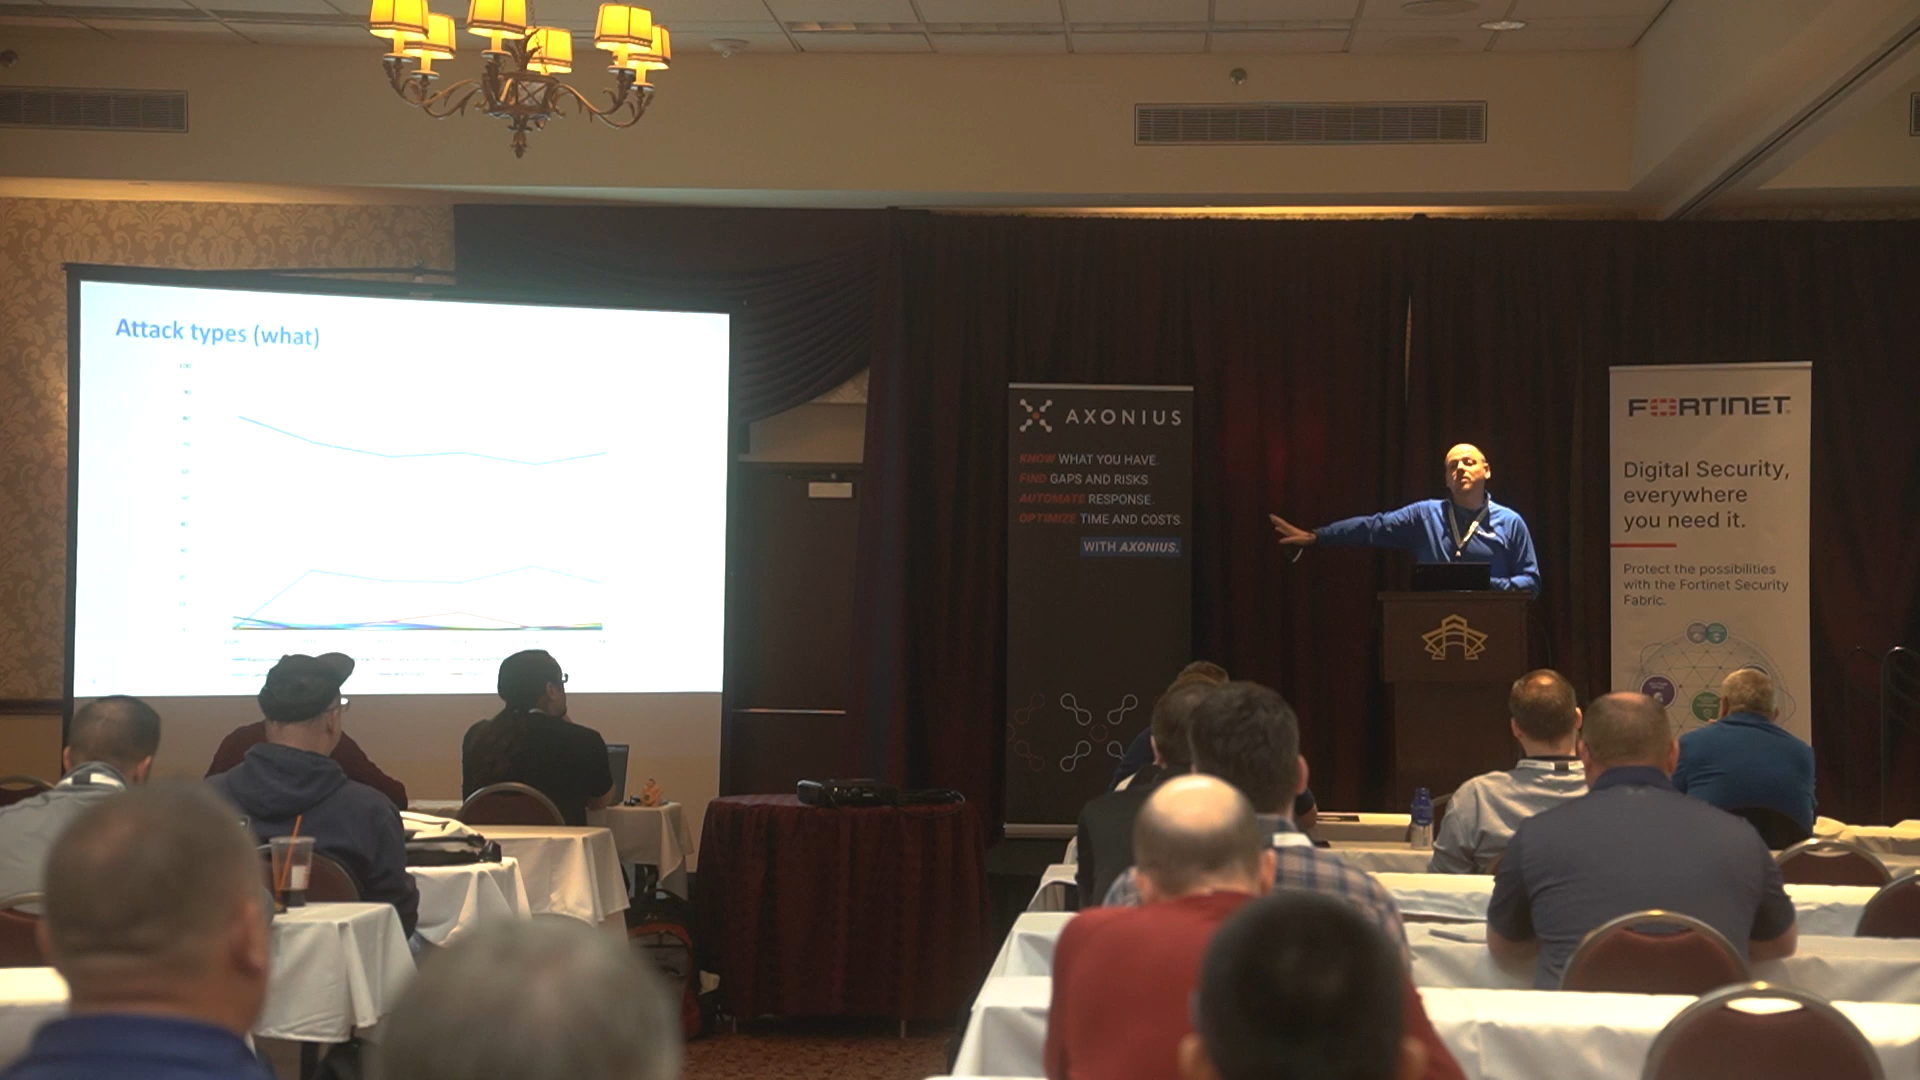 Attack types (what)
AXONIUS
KNOW WHAT YOU HAVE.
FIND GAPS AND RISKS.
AUTOMATE RESPONSE.
OPTIMIZE TIME AND COSTS
WITH AXONIUS.
FORTINET
Digital Security,
everywhere
you need it.
Protect the possibilities
with the Fortinet Security
Fabric.